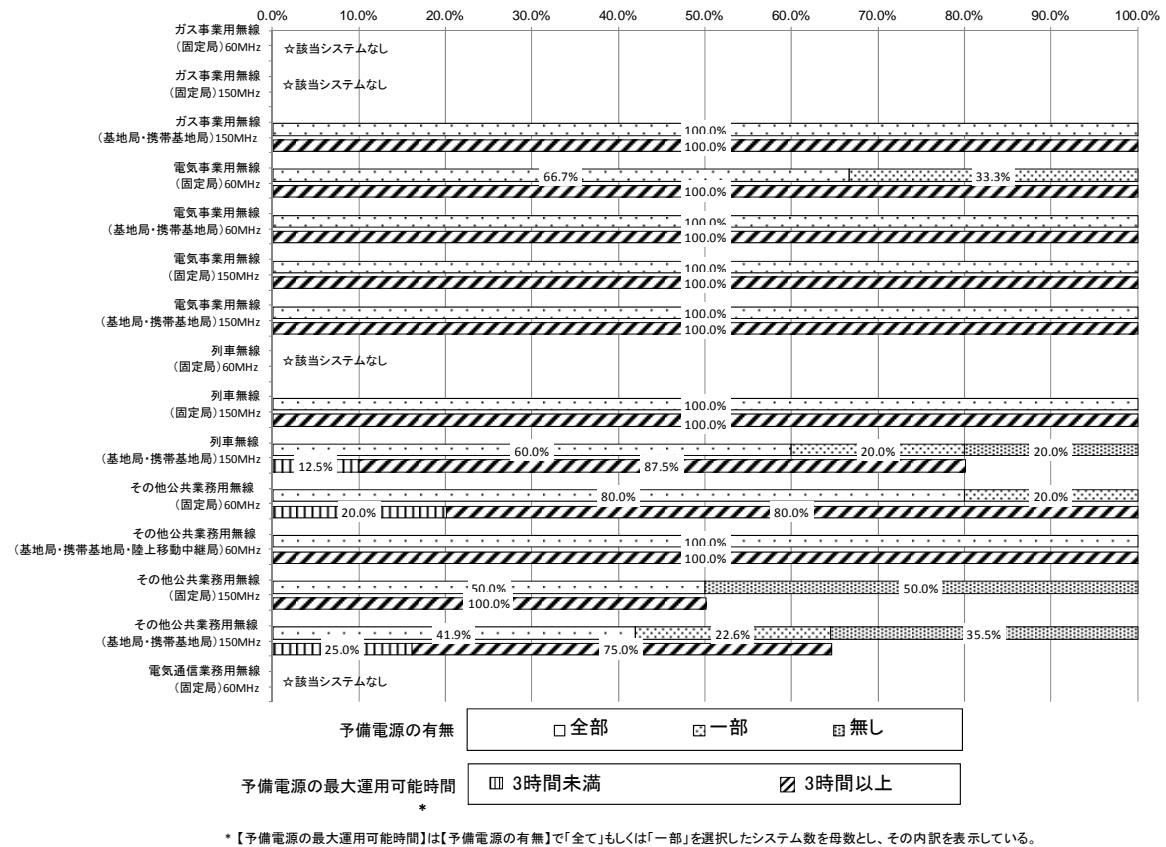 0.0% 10.0% 20.0% 30.0% 40.0% 50.0% 60.0% 70.0% 80.0% 90.0% 100.0%
ガス事業用無線
(固定局)60MHz
☆該当システムなし
ガス事業用無線
(固定局)150MHz
☆該当システムなし
ガス事業用無線
(基地局・携帯基地局)150MHz
100.0%
100.0%
電気事業用無線
(固定局)60MHz
66.7% 33.3%
100.0%
電気事業用無線
(基地局・携帯基地局)60MHz
100.0%
100.0%
電気事業用無線
(固定局)150MHz
100.0%
100.0%
電気事業用無線
(基地局・携帯基地局)150MHz
100.0%
100.0%
列車無線
(固定局)60MHz
☆該当システムなし
列車無線
(固定局)150MHz
100.0%
100.0%
列車無線
(基地局・携帯基地局)150MHz
60.0% 20.0% 20.0%
12.5% 87.5%
その他公共業務用無線
(固定局)60MHz
80.0% 20.0%
20.0% 80.0%
その他公共業務用無線
(基地局・携帯基地局・陸上移動中継局)60MHz
100.0%
100.0%
その他公共業務用無線
(固定局)150MHz
50.0% 50.0%
100.0%
その他公共業務用無線
(基地局・携帯基地局)150MHz
41.9% 22.6% 35.5%
25.0% 75.0%
電気通信業務用無線
(固定局)60MHz
☆該当システムなし
予備電源の有無
全部 一部 無し
予備電源の最大運用可能時間
*
3時間未満 3時間以上
* 【予備電源の最大運用可能時間】は【予備電源の有無】で「全て」もしくは「一部」を選択したシステム数を母数とし、その内訳を表示している。